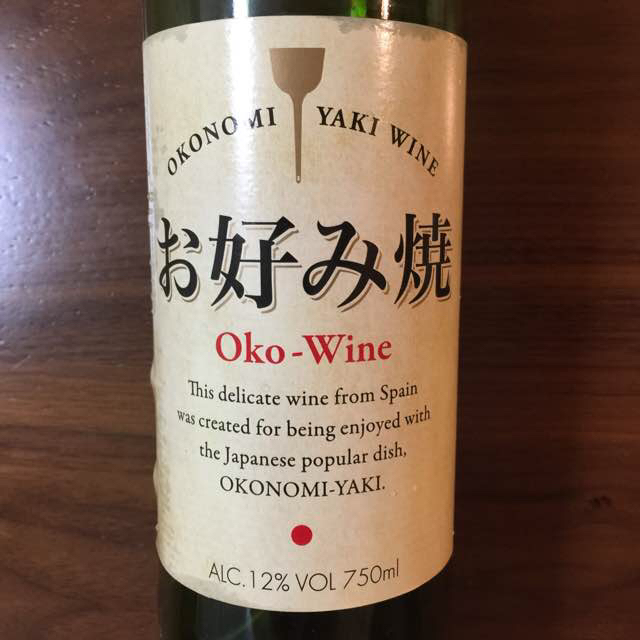 OKONOMI YAKI WINE
お好み焼
Oko-Wine
This delicate wine from Spain
was created for being enjoyed with
the Japanese popular dish,
OKONOMI-YAKI.
ALC.12% VOL 750ml